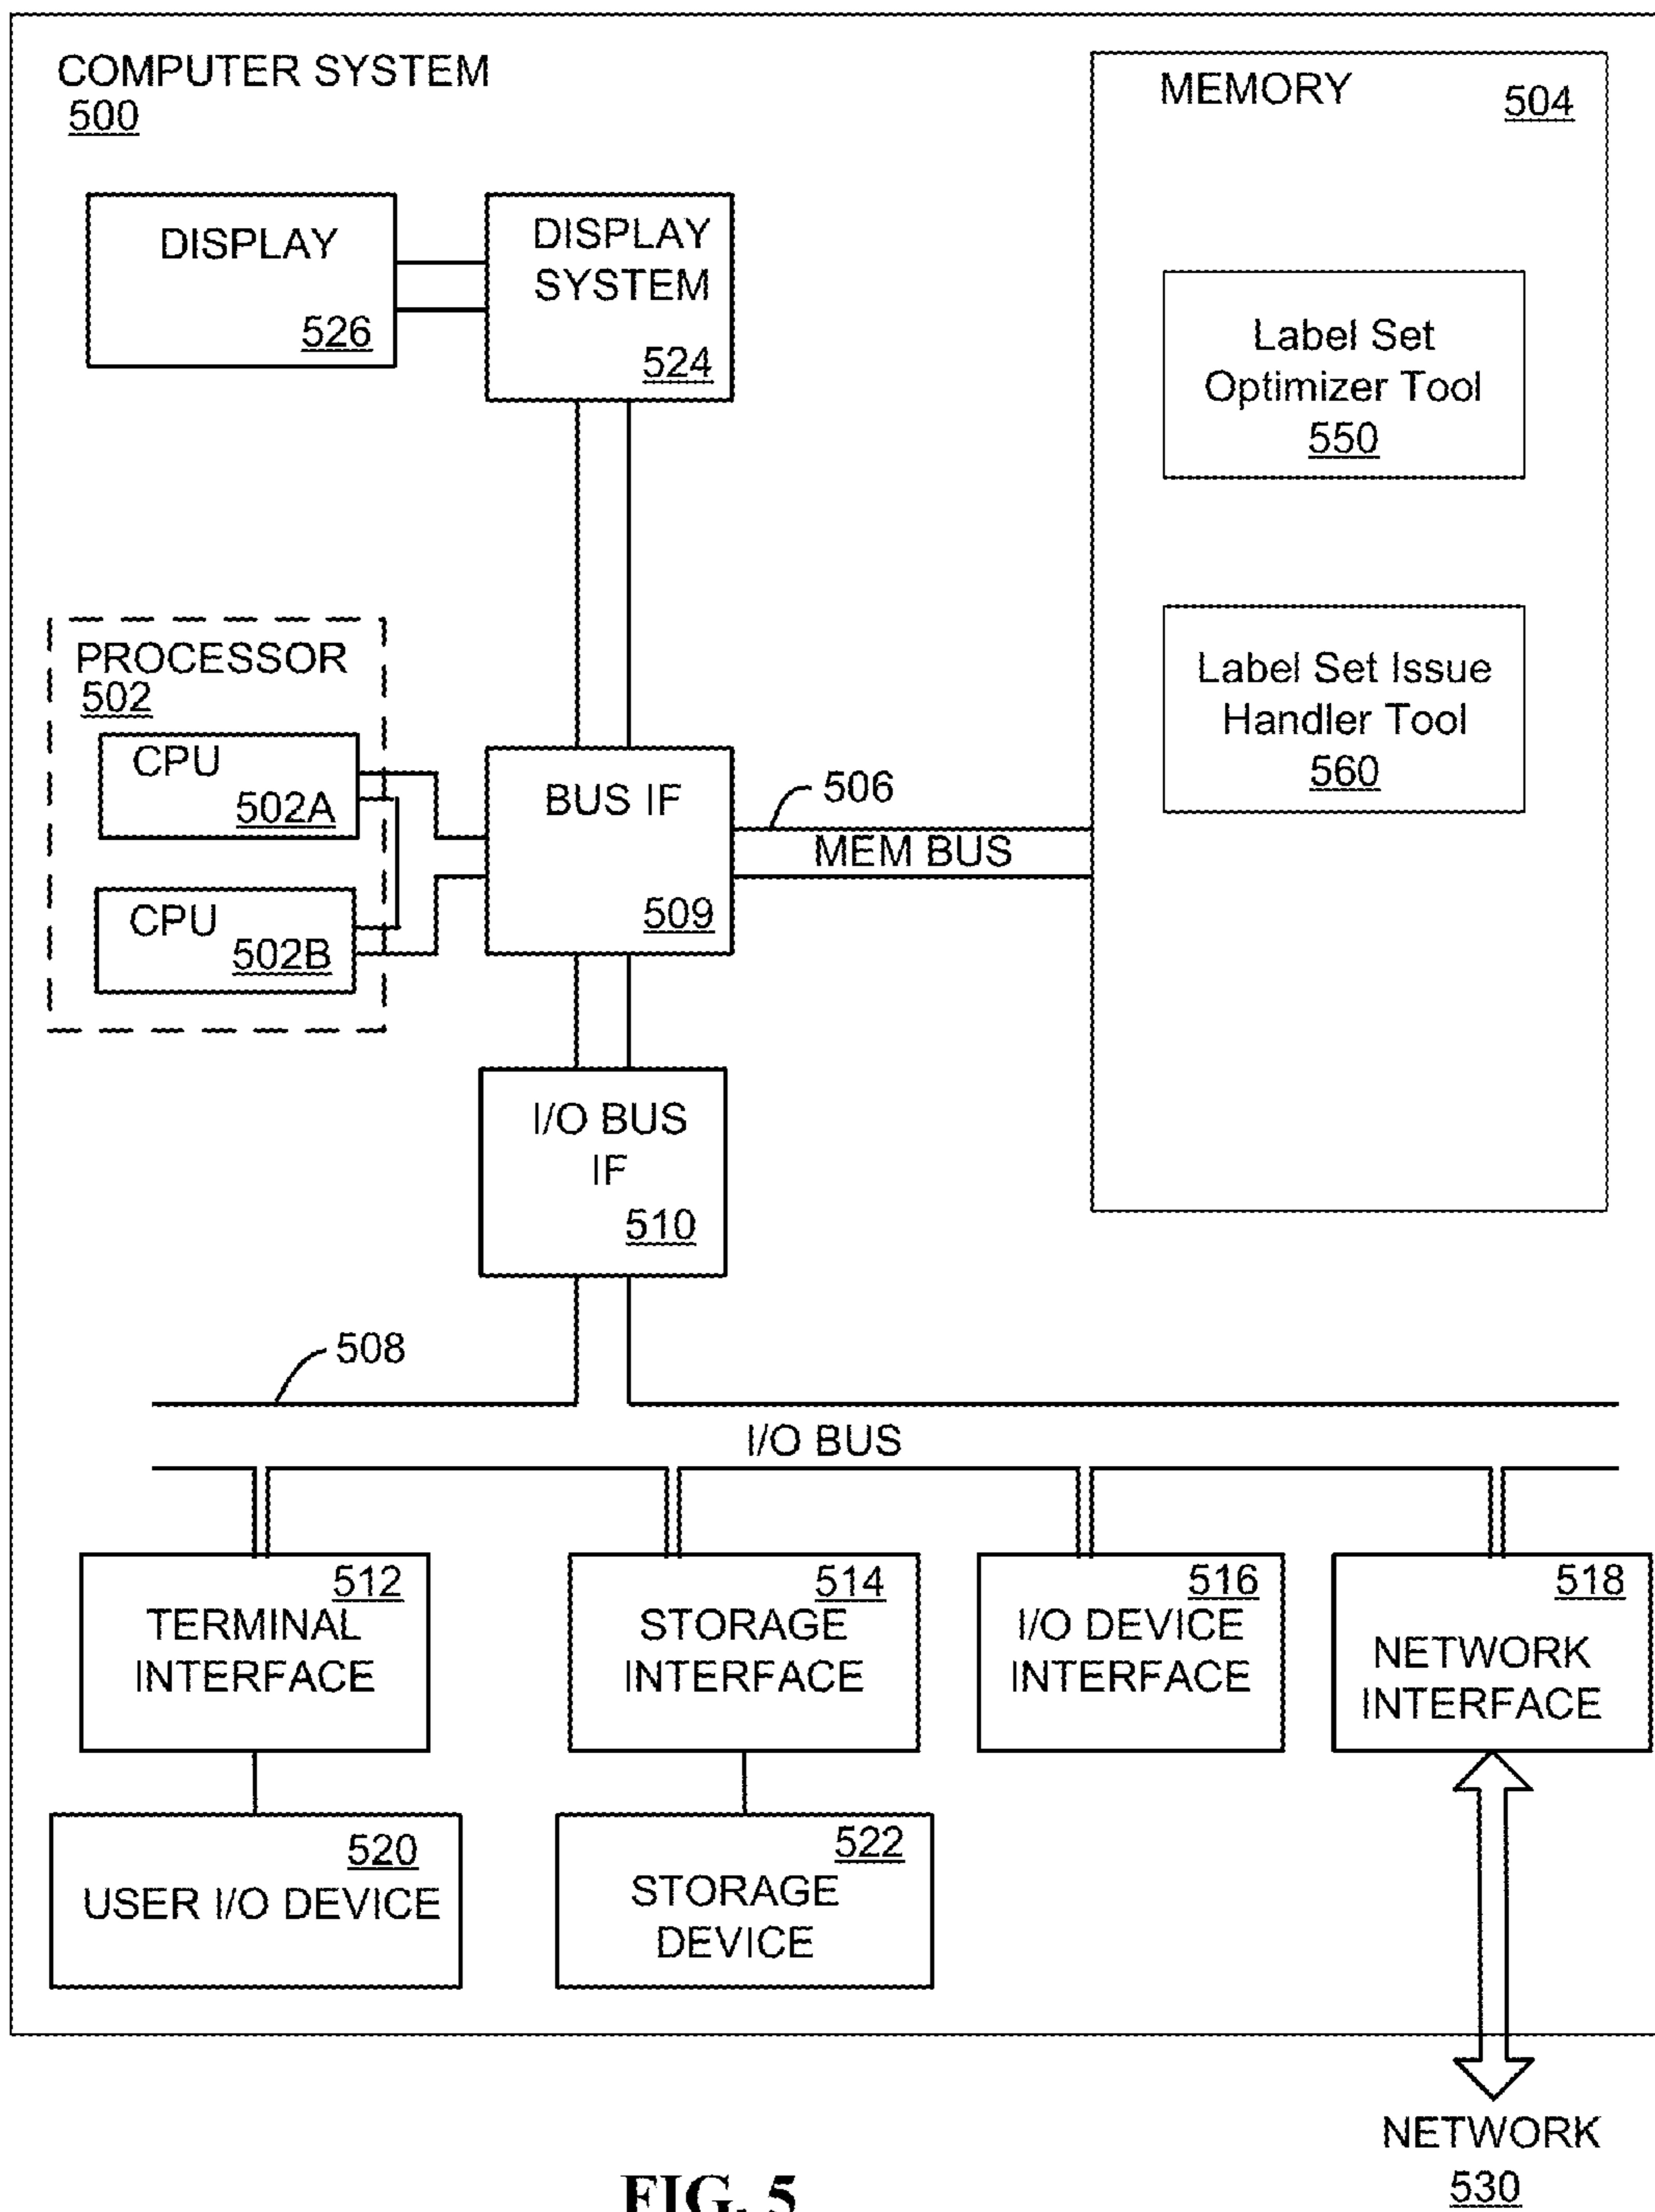 COMPUTER SYSTEM
500
MEMORY
504
DISPLAY
526
DISPLAY
SYSTEM
524
Label Set
Optimizer Tool
550
PROCESSOR
502
CPU
502A
CPU
502B
BUS IF
509
506
MEM BUS
Label Set Issue
Handler Tool
560
I/O BUS
IF
510
508
I/O BUS
512
TERMINAL
INTERFACE
514
STORAGE
INTERFACE
516
I/O DEVICE
INTERFACE
518
NETWORK
INTERFACE
520
USER I/O DEVICE
522
STORAGE
DEVICE
NETWORK
530
FIG. 5